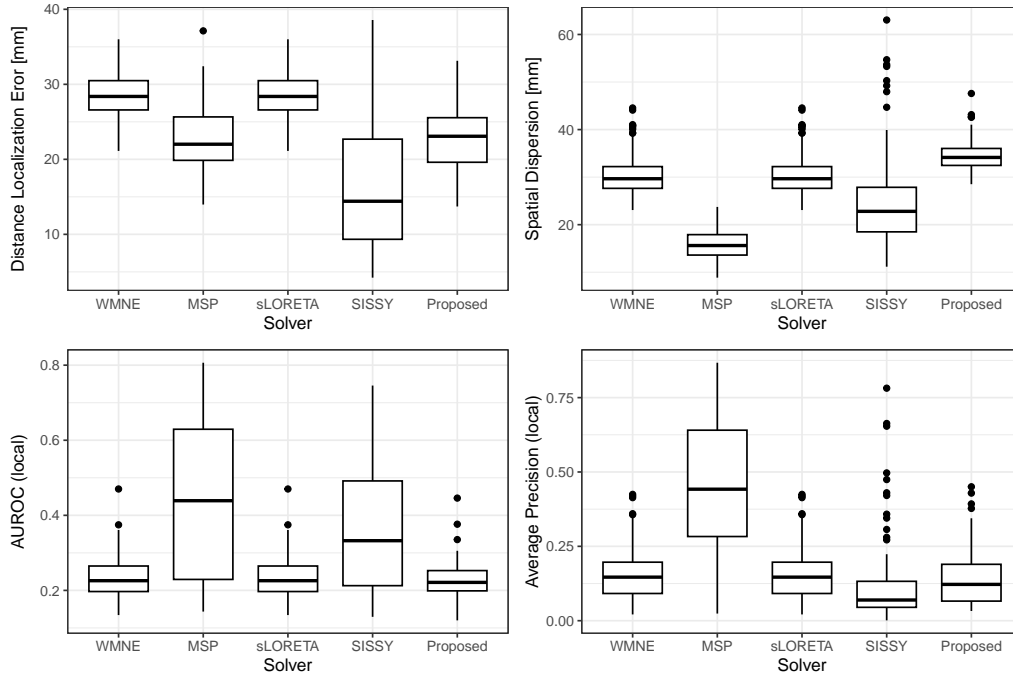 Distance Localization Eror [mm]
40
30
20
10
WMNE MSP sLORETA SISSY Proposed
Solver
Spatial Dispersion [mm]
60
40
20
WMNE MSP sLORETA SISSY Proposed
Solver
AUROC (local)
0.8
0.6
0.4
0.2
WMNE MSP sLORETA SISSY Proposed
Solver
Average Precision (local)
0.75
0.50
0.25
0.00
WMNE MSP sLORETA SISSY Proposed
Solver